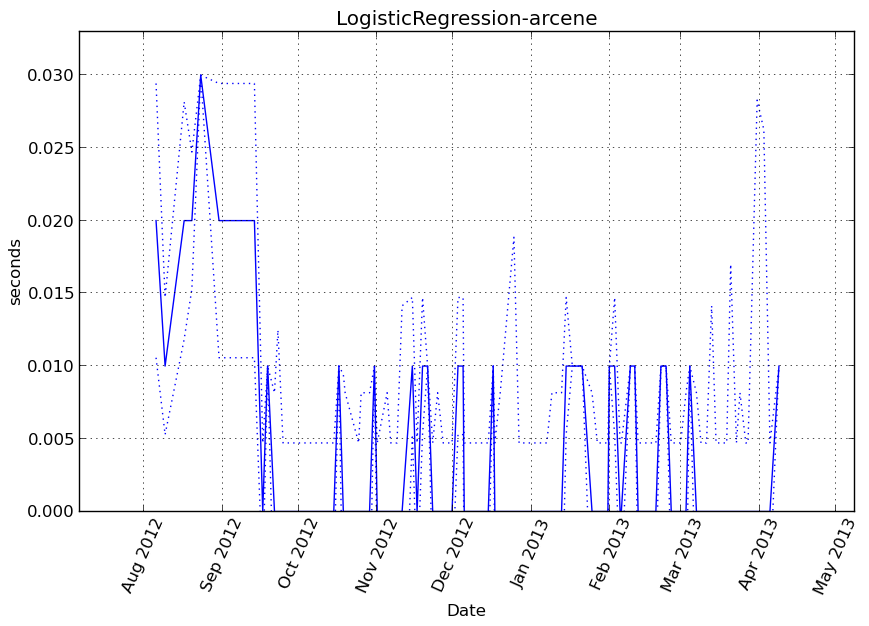 LogisticRegression-arcene
0.030
0.025
0.020
0.015
0.010
0.005
0.000
seconds
Aug 2012
Sep 2012
Oct 2012
Nov 2012
Dec 2012
Jan 2013
Feb 2013
Mar 2013
Apr 2013
May 2013
Date